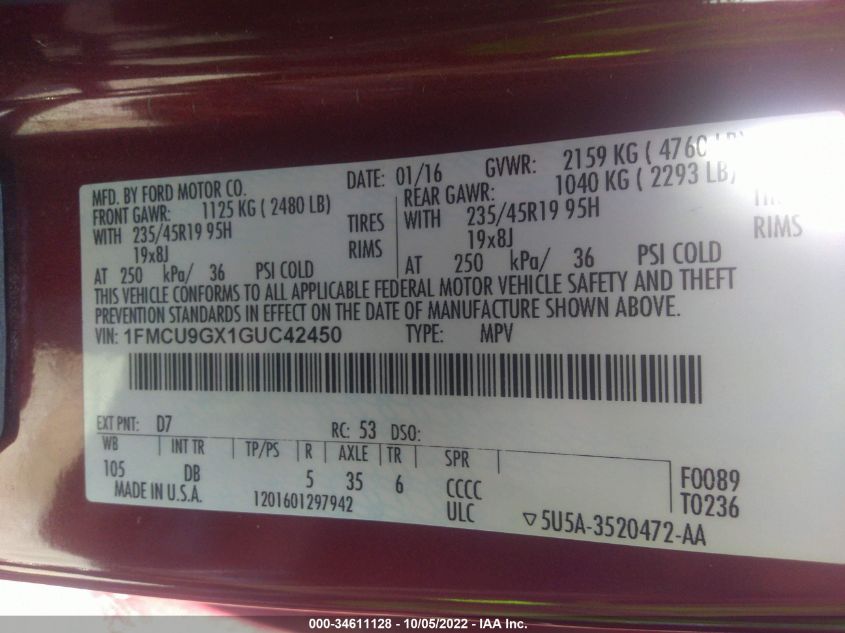 MFD. BY FORD MOTOR CO. DATE: 01/16 GVWR: 2159 KG ( 4760 LB)
FRONT GAWR: 1125 KG ( 2480 LB) REAR GAWR: 1040 KG ( 2293 LB)
WITH 235/45R19 95H TIRES WITH 235/45R19 95H
19x8J RIMS 19x8J RIMS
AT 250 kPa/ 36 PSI COLD AT 250 kPa/ 36 PSI COLD
THIS VEHICLE CONFORMS TO ALL APPLICABLE FEDERAL MOTOR VEHICLE SAFETY AND THEFT
PREVENTION STANDARDS IN EFFECT ON THE DATE OF MANUFACTURE SHOWN ABOVE.
VIN: 1FMCU9GX1GUC42450 TYPE: MPV
EXT PNT: D7 RC: 53 DSO:
WB INT TR TP/PS R AXLE TR SPR
105 DB 5 35 6 CCCC F0089
MADE IN U.S.A. 1201601297942 ULC T0236
▽5U5A-3520472-AA
000-34611128 - 10/05/2022 - IAA Inc.